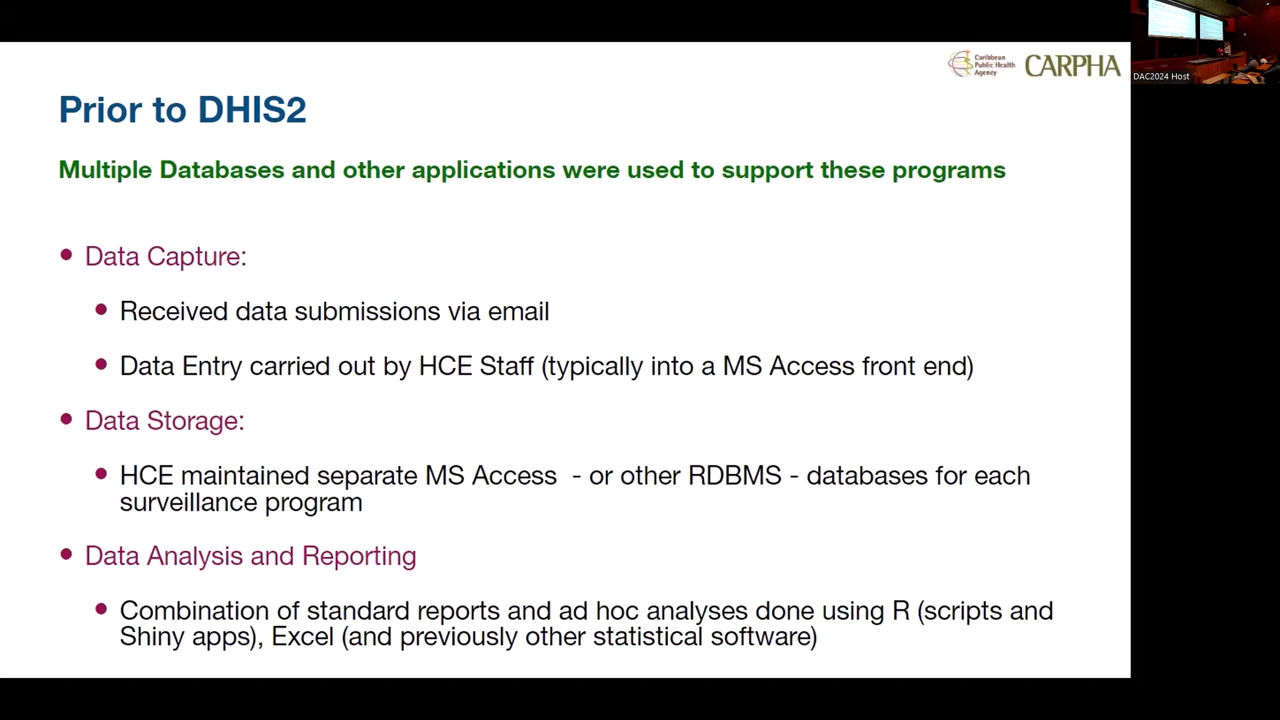 Caribbean
Public Health
Agency
CARPHA
DAC2024 Host
Prior to DHIS2
Multiple Databases and other applications were used to support these programs
• Data Capture:
• Received data submissions via email
• Data Entry carried out by HCE Staff (typically into a MS Access front end)
• Data Storage:
• HCE maintained separate MS Access - or other RDBMS - databases for each
surveillance program
• Data Analysis and Reporting
• Combination of standard reports and ad hoc analyses done using R (scripts and
Shiny apps), Excel (and previously other statistical software)